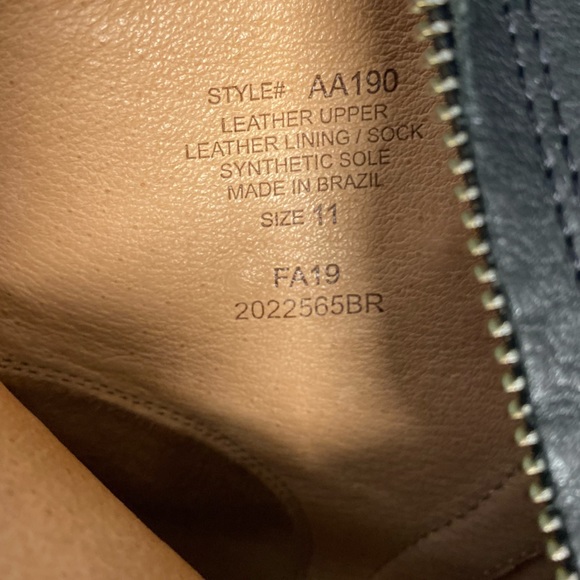 STYLE# AA190
LEATHER UPPER
LEATHER LINING / SOCK
SYNTHETIC SOLE
MADE IN BRAZIL
SIZE 11
FA19
2022565BR